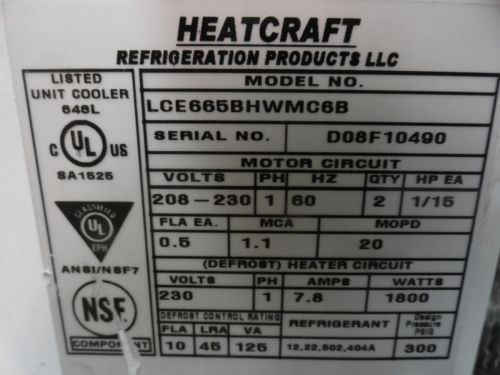 HEATCRAFT
REFRIGERATION PRODUCTS LLC
LISTED
UNIT COOLER
648L
C UL US
SA1525
CLASSIFIED
UL
EPH
ANSI/NSF7
NSF
COMPONENT
MODEL NO.
LCE665BHWMC6B
SERIAL NO. D08F10490
MOTOR CIRCUIT
VOLTS PH HZ QTY HP EA
208-230 1 60 2 1/15
FLA EA. MCA MOPD
0.5 1.1 20
(DEFROST) HEATER CIRCUIT
VOLTS PH AMPS WATTS
230 1 7.8 1800
DEFROST CONTROL RATING REFRIGERANT Design Pressure PSIG
FLA LRA VA
10 45 125 12,22,502,404A 300